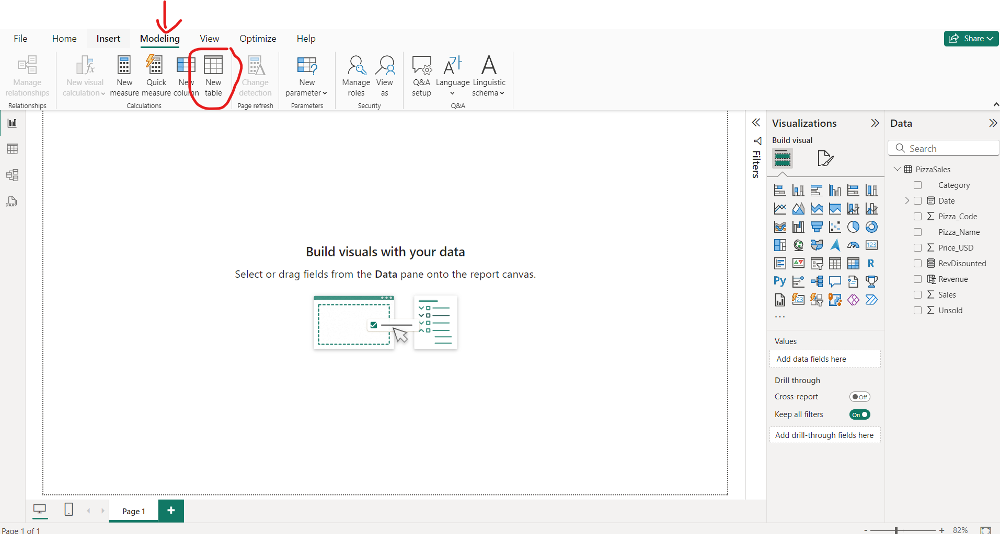 File Home Insert Modeling View Optimize Help
Share
Manage relationships
New visual calculation
New measure
Quick measure
New column
New table
Change detection
New parameter
Manage roles
View as
Q&A setup
Language
Linguistic schema
Relationships
Calculations
Page refresh
Parameters
Security
Q&A
Build visuals with your data
Select or drag fields from the Data pane onto the report canvas.
Filters
Visualizations
Build visual
123
R
Py
123
Values
Add data fields here
Drill through
Cross-report
Off
Keep all filters
On
Add drill-through fields here
Data
Search
PizzaSales
Category
Date
Pizza_Code
Pizza_Name
Price_USD
RevDisounted
Revenue
Sales
Unsold
DAX
Page 1
Page 1 of 1
82%